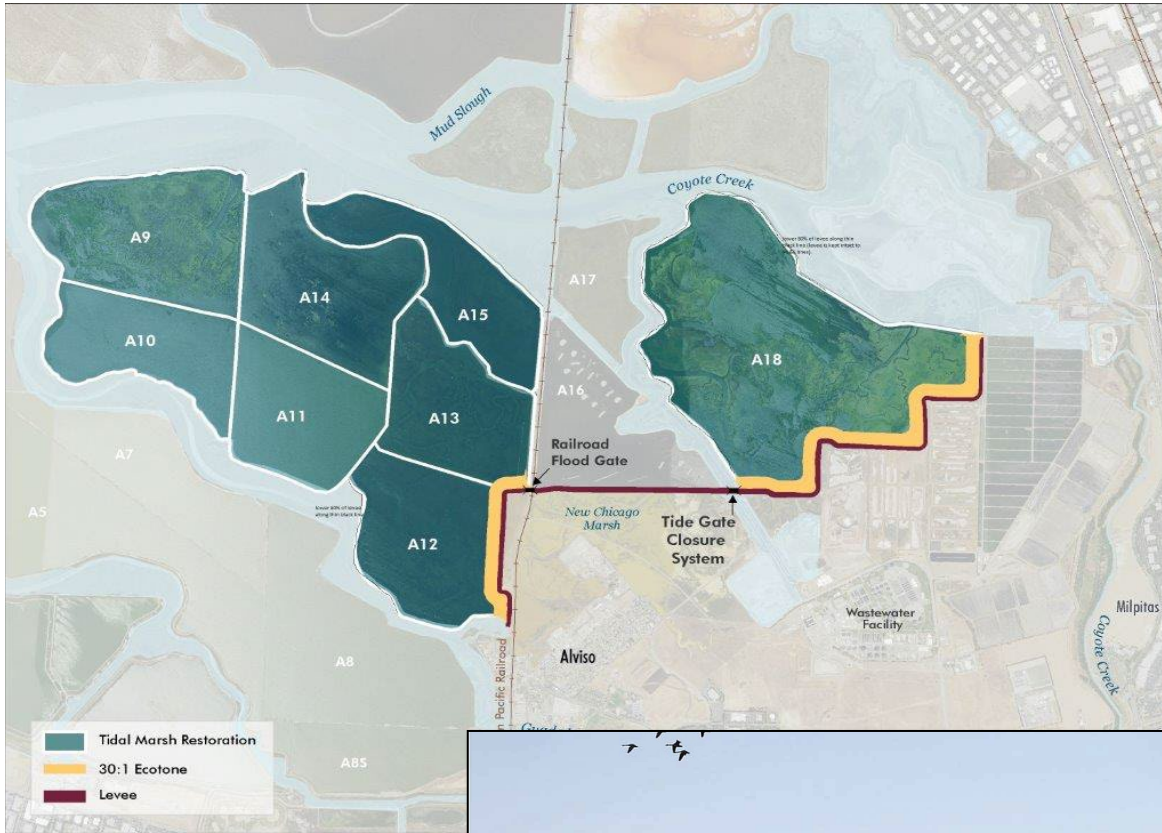 Mud Slough
Coyote Creek
A9
A14
A15
A17
A10
A11
A13
A16
A18
A7
A5
Railroad
Flood Gate
New Chicago
Marsh
Tide Gate
Closure
System
A12
Wastewater
Facility
Milpitas
Coyote Creek
Alviso
A8
Pacific Railroad
A8S
Tidal Marsh Restoration
30:1 Ecotone
Levee